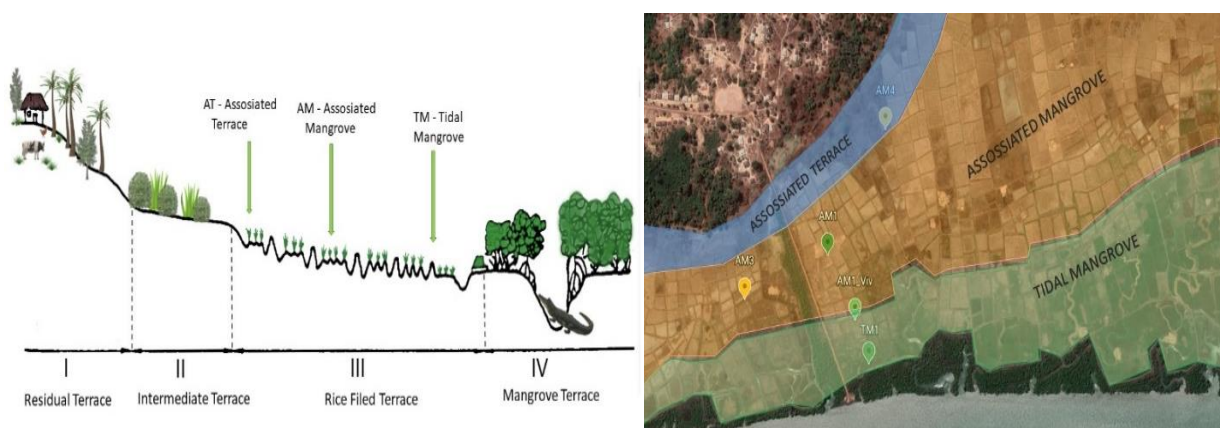 AT - Assosiated
Terrace
AM - Assosiated
Mangrove
TM - Tidal
Mangrove
I
II
III
IV
Residual Terrace
Intermediate Terrace
Rice Filed Terrace
Mangrove Terrace
AM4
ASSOSSIATED TERRACE
ASSOSSIATED MANGROVE
AM1
AM3
AM1_Viv
TIDAL MANGROVE
TM1